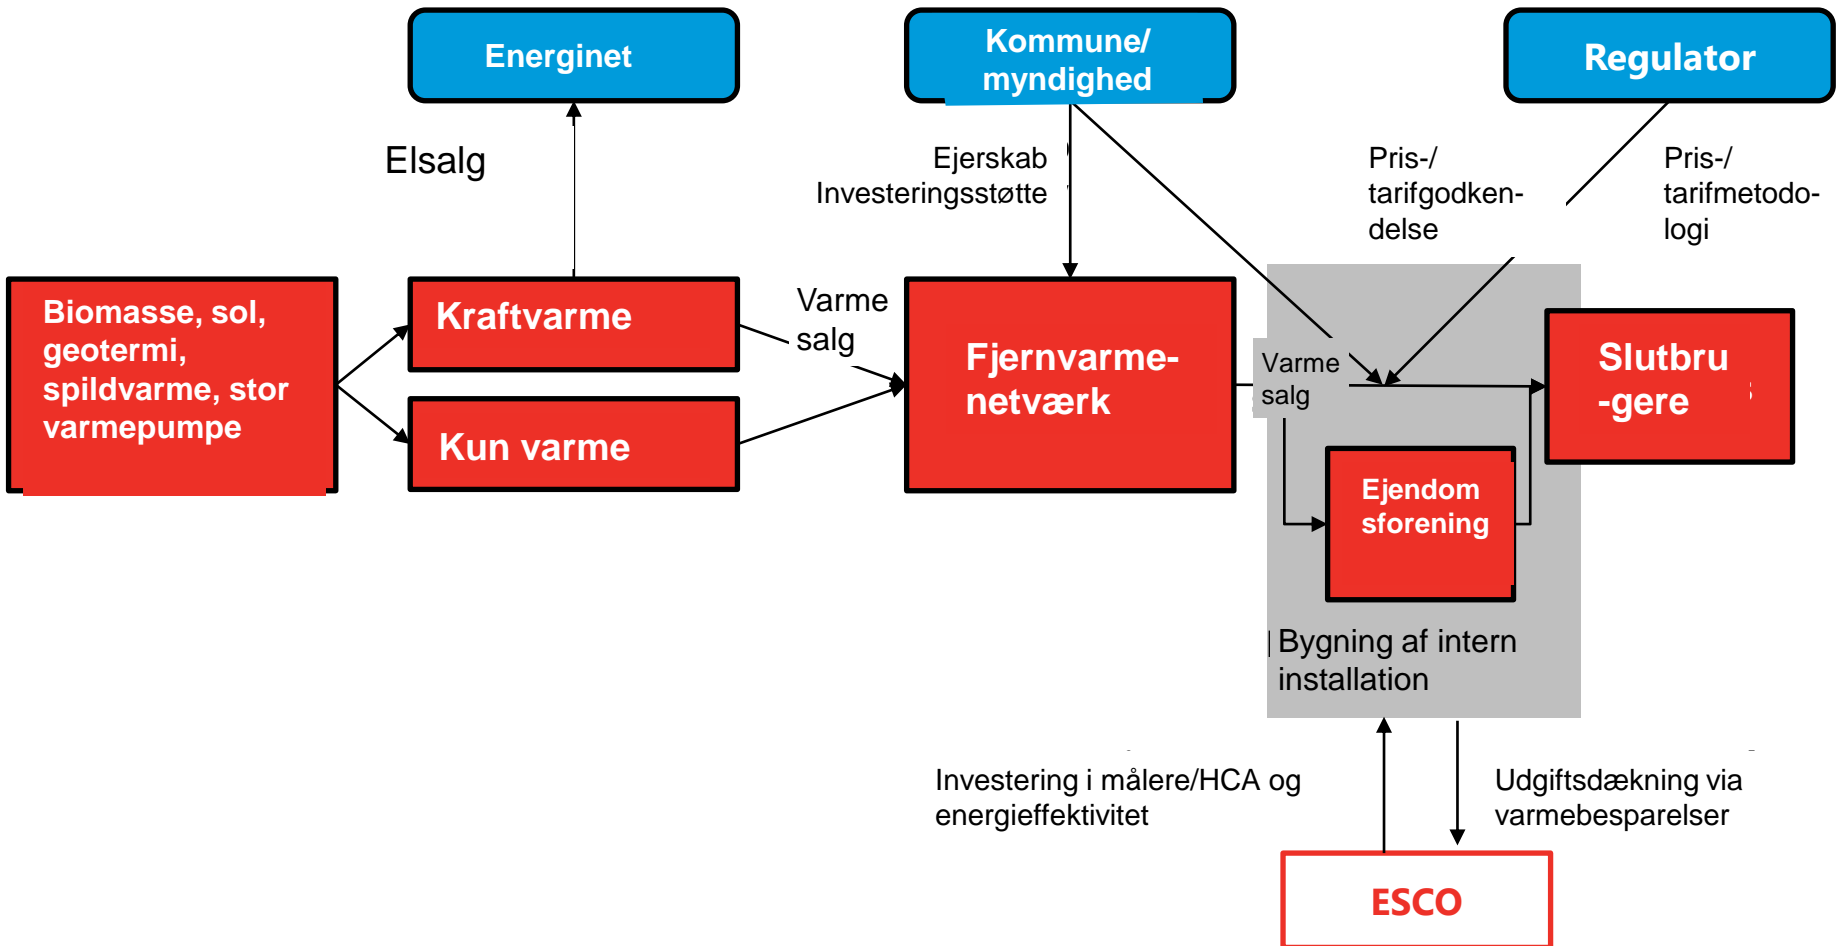 Energinet
Kommune/
myndighed
Regulator
Elsalg
Ejerskab
Investeringsstøtte
Pris-/
tarifgodken-
delse
Pris-/
tarifmetodo-
logi
Biomasse, sol,
geotermi,
spildvarme, stor
varmepumpe
Kraftvarme
Kun varme
Varme
salg
Fjernvarme-
netværk
Varme
salg
Slutbru
-gere
Ejendom
sforening
Bygning af intern
installation
Investering i målere/HCA og
energieffektivitet
Udgiftsdækning via
varmebesparelser
ESCO